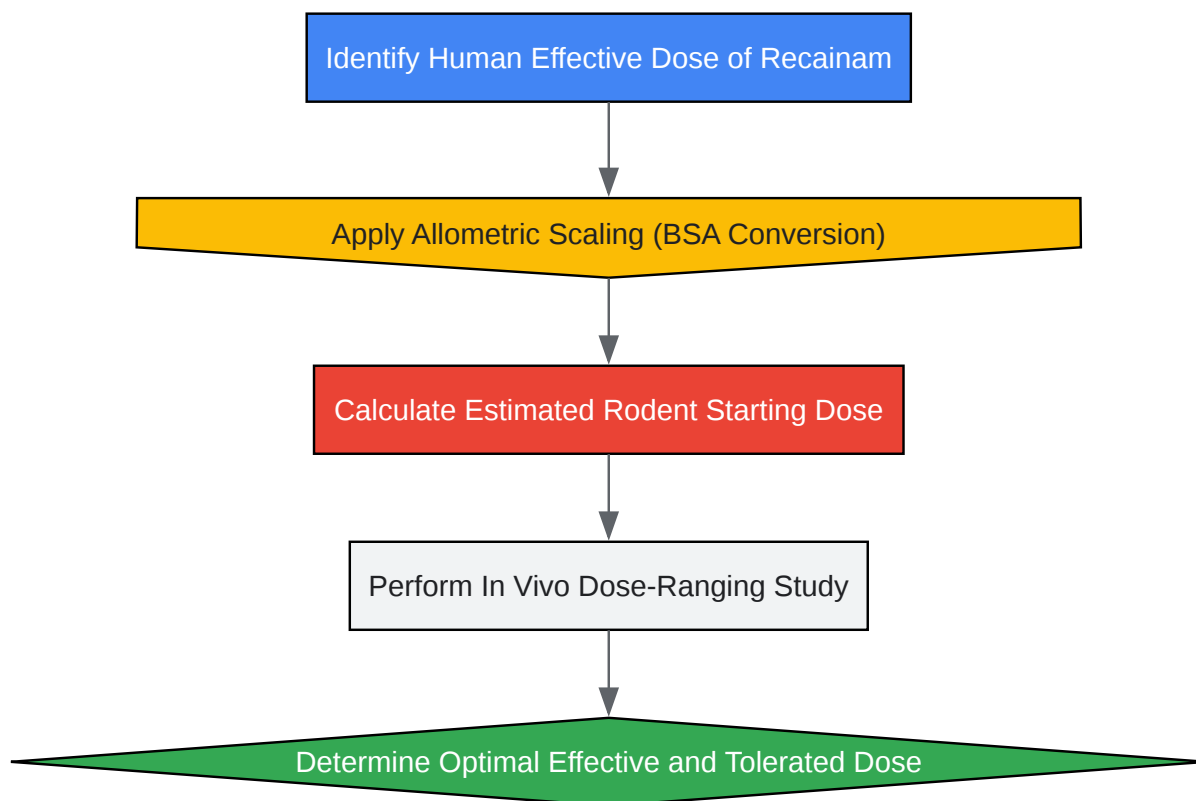 Identify Human Effective Dose of Recainam
Apply Allometric Scaling (BSA Conversion)
Calculate Estimated Rodent Starting Dose
Perform In Vivo Dose-Ranging Study
Determine Optimal Effective and Tolerated Dose